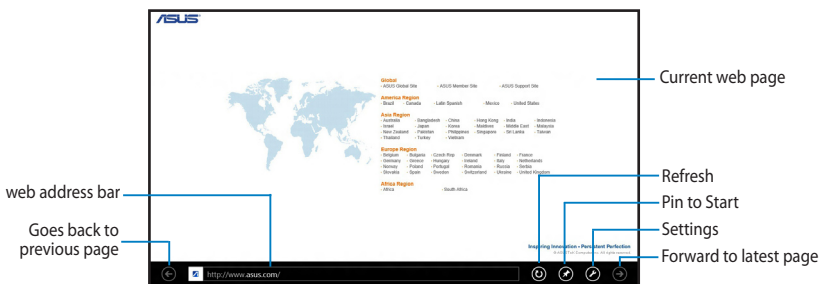 ASUS
Global
- ASUS Global Site - ASUS Member Site - ASUS Support Site
America Region
- Brazil - Canada - Latin Spanish - Mexico - United States
Asia Region
- Australia - Bangladesh - China - Hong Kong - India - Indonesia
- Israel - Japan - Korea - Maldives - Middle East - Malaysia
- New Zealand - Pakistan - Philippines - Singapore - Sri Lanka - Taiwan
- Thailand - Turkey - Vietnam
Europe Region
- Belgium - Bulgaria - Czech Rep. - Denmark - Finland - France
- Germany - Greece - Hungary - Ireland - Italy - Netherlands
- Norway - Poland - Portugal - Romania - Russia - Serbia
- Slovakia - Spain - Sweden - Switzerland - Ukraine - United Kingdom
Africa Region
- Africa - South Africa
Current web page
web address bar
Goes back to
previous page
Refresh
Pin to Start
Settings
Forward to latest page
Inspiring Innovation • Persistent Perfection
All rights reserved.
http://www.asus.com/